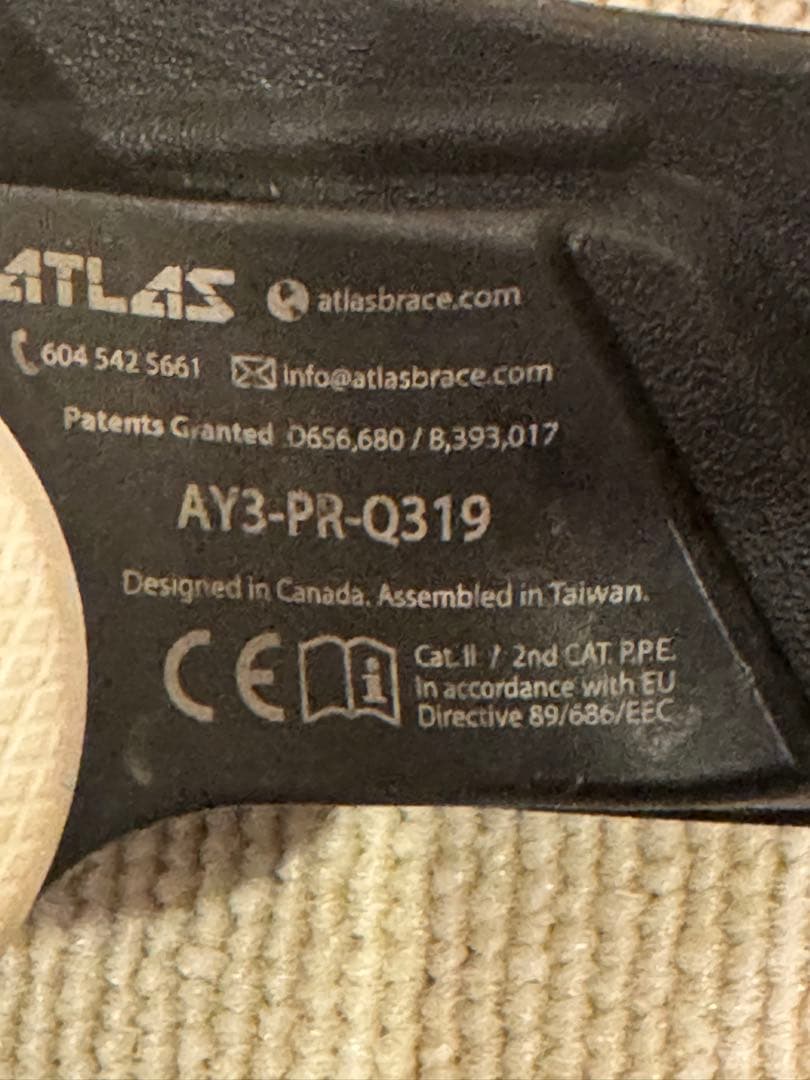 ATLAS atlasbrace.com
604 542 5661 info@atlasbrace.com
Patents Granted D656,680 / 8,393,017
AY3-PR-Q319
Designed in Canada. Assembled in Taiwan.
CE i Cat.II / 2nd CAT. P.P.E.
In accordance with EU
Directive 89/686/EEC